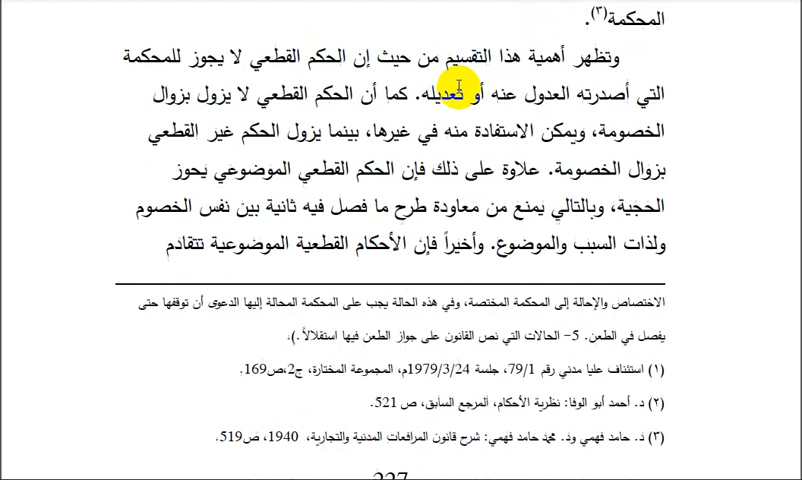 المحكمة(٣).
وتظهر أهمية هذا التقسيم من حيث إن الحكم القطعي لا يجوز للمحكمة
التي أصدرته العدول عنه أو تعديله. كما أن الحكم القطعي لا يزول بزوال
الخصومة، ويمكن الاستفادة منه في غيرها، بينما يزول الحكم غير القطعي
بزوال الخصومة. علاوة على ذلك فإن الحكم القطعي الموضوعي يحوز
الحجية، وبالتالي يمنع من معاودة طرح ما فصل فيه ثانية بين نفس الخصوم
ولذات السبب والموضوع. وأخيراً فإن الأحكام القطعية الموضوعية تتقادم
الاختصاص والإحالة إلى المحكمة المختصة، وفي هذه الحالة يجب على المحكمة المحالة إليها الدعوى أن توقفها حتى
يفصل في الطعن. 5- الحالات التي نص القانون على جواز الطعن فيها استقلالاً .).
(١) استئناف عليا مدني رقم 79/1، جلسة 1979/3/24م، المجموعة المختارة، ج2،ص169.
(٢) د. أحمد أبو الوفا: نظرية الأحكام، المرجع السابق، ص 521.
(٣) د. حامد فهمي ود. محمد حامد فهمي: شرح قانون المرافعات المدنية والتجارية، 1940، ص519.
227